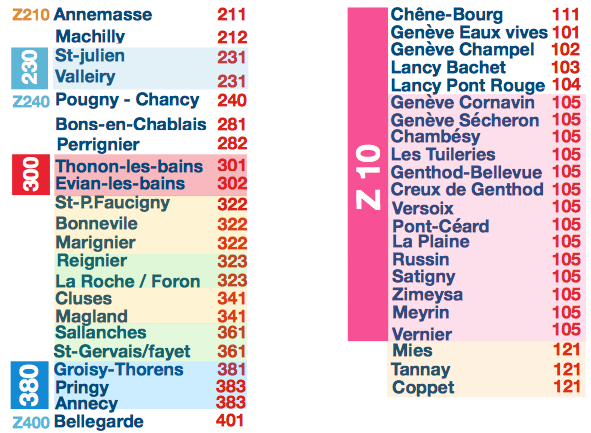 Z210 Annemasse 211
Machilly 212
230
St-julien 231
Valleiry 231
Z240 Pougny - Chancy 240
Bons-en-Chablais 281
Perrignier 282
300
Thonon-les-bains 301
Evian-les-bains 302
St-P.Faucigny 322
Bonnevile 322
Marignier 322
Reignier 323
La Roche / Foron 323
Cluses 341
Magland 341
Sallanches 361
St-Gervais/fayet 361
380
Groisy-Thorens 381
Pringy 383
Annecy 383
Z400 Bellegarde 401
Z 10
Chêne-Bourg 111
Genève Eaux vives 101
Genève Champel 102
Lancy Bachet 103
Lancy Pont Rouge 104
Genève Cornavin 105
Genève Sécheron 105
Chambésy 105
Les Tuileries 105
Genthod-Bellevue 105
Creux de Genthod 105
Versoix 105
Pont-Céard 105
La Plaine 105
Russin 105
Satigny 105
Zimeysa 105
Meyrin 105
Vernier 105
Mies 121
Tannay 121
Coppet 121